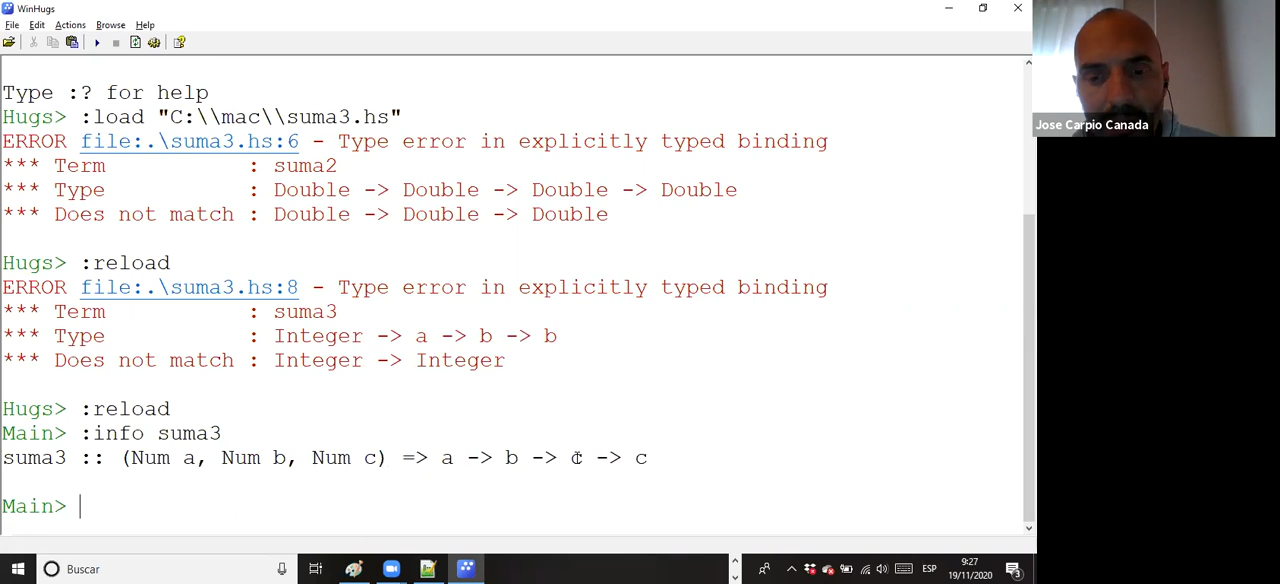 WinHugs
File Edit Actions Browse Help
Type :? for help
Hugs> :load "C:\\mac\\suma3.hs"
ERROR file:.\suma3.hs:6 - Type error in explicitly typed binding
*** Term : suma2
*** Type : Double -> Double -> Double -> Double
*** Does not match : Double -> Double -> Double
Hugs> :reload
ERROR file:.\suma3.hs:8 - Type error in explicitly typed binding
*** Term : suma3
*** Type : Integer -> a -> b -> b
*** Does not match : Integer -> Integer
Hugs> :reload
Main> :info suma3
suma3 :: (Num a, Num b, Num c) => a -> b -> c -> c
Main>
Jose Carpio Canada
Buscar
ESP
9:27
19/11/2020
3